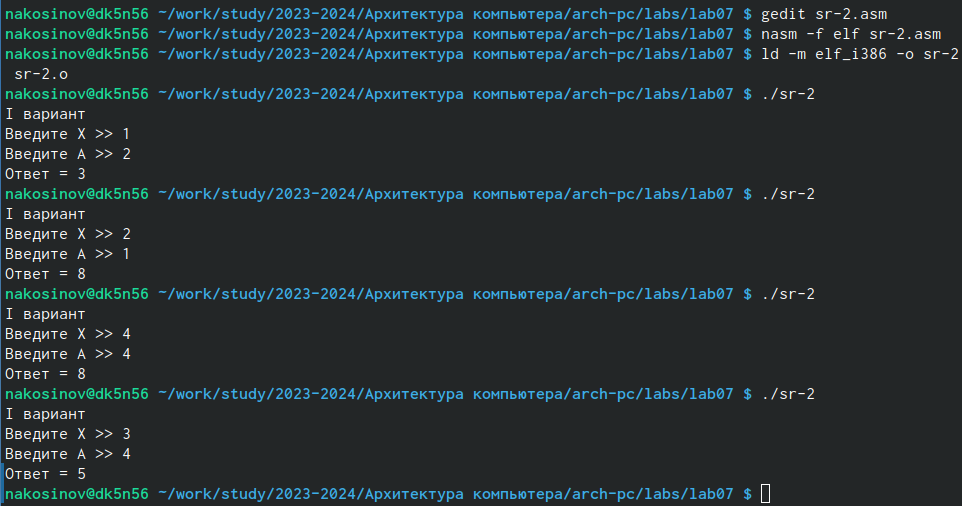 nakosinov@dk5n56 ~/work/study/2023-2024/Архитектура компьютера/arch-pc/labs/lab07 $ gedit sr-2.asm
nakosinov@dk5n56 ~/work/study/2023-2024/Архитектура компьютера/arch-pc/labs/lab07 $ nasm -f elf sr-2.asm
nakosinov@dk5n56 ~/work/study/2023-2024/Архитектура компьютера/arch-pc/labs/lab07 $ ld -m elf_i386 -o sr-2
sr-2.o
nakosinov@dk5n56 ~/work/study/2023-2024/Архитектура компьютера/arch-pc/labs/lab07 $ ./sr-2
I вариант
Введите X >> 1
Введите A >> 2
Ответ = 3
nakosinov@dk5n56 ~/work/study/2023-2024/Архитектура компьютера/arch-pc/labs/lab07 $ ./sr-2
I вариант
Введите X >> 2
Введите A >> 1
Ответ = 8
nakosinov@dk5n56 ~/work/study/2023-2024/Архитектура компьютера/arch-pc/labs/lab07 $ ./sr-2
I вариант
Введите X >> 4
Введите A >> 4
Ответ = 8
nakosinov@dk5n56 ~/work/study/2023-2024/Архитектура компьютера/arch-pc/labs/lab07 $ ./sr-2
I вариант
Введите X >> 3
Введите A >> 4
Ответ = 5
nakosinov@dk5n56 ~/work/study/2023-2024/Архитектура компьютера/arch-pc/labs/lab07 $